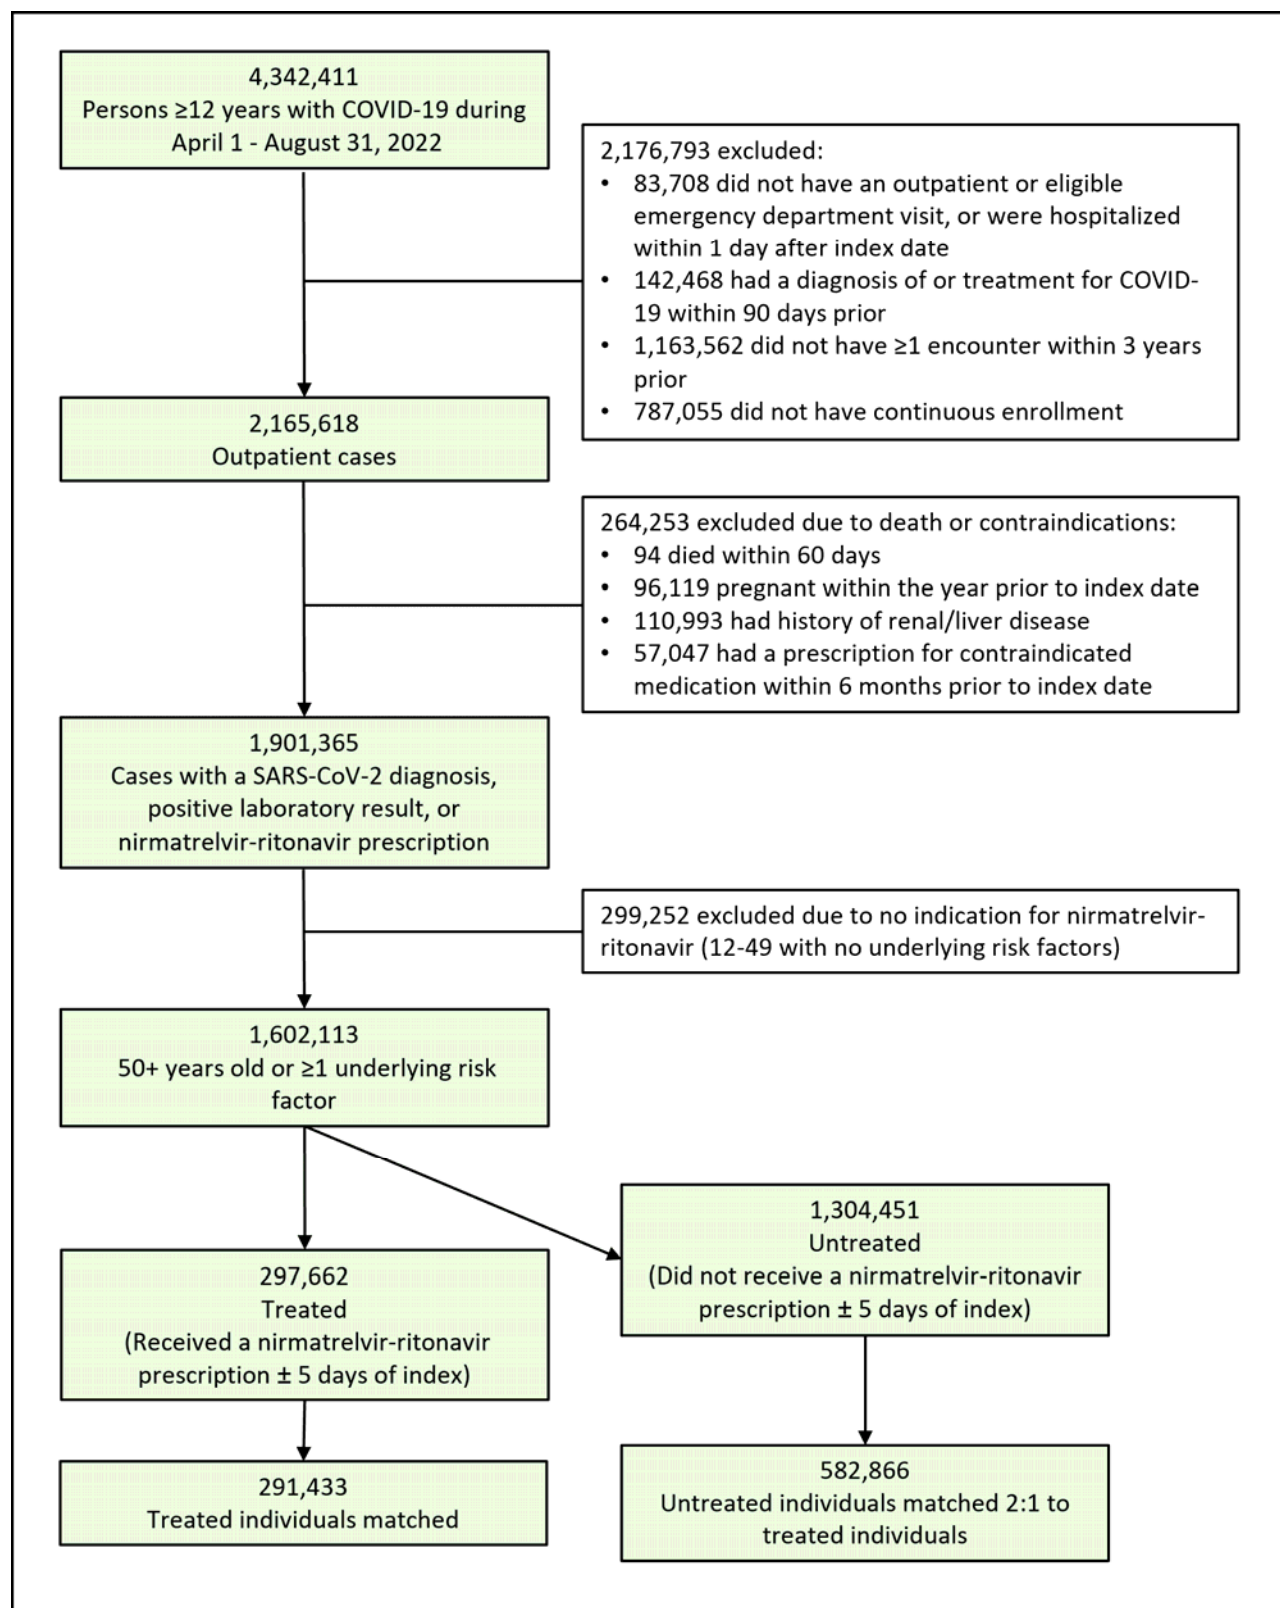 4,342,411
Persons ≥12 years with COVID-19 during
April 1 - August 31, 2022
2,176,793 excluded:
• 83,708 did not have an outpatient or eligible
emergency department visit, or were hospitalized
within 1 day after index date
• 142,468 had a diagnosis of or treatment for COVID-
19 within 90 days prior
• 1,163,562 did not have ≥1 encounter within 3 years
prior
• 787,055 did not have continuous enrollment
2,165,618
Outpatient cases
264,253 excluded due to death or contraindications:
• 94 died within 60 days
• 96,119 pregnant within the year prior to index date
• 110,993 had history of renal/liver disease
• 57,047 had a prescription for contraindicated
medication within 6 months prior to index date
1,901,365
Cases with a SARS-CoV-2 diagnosis,
positive laboratory result, or
nirmatrelvir-ritonavir prescription
299,252 excluded due to no indication for nirmatrelvir-
ritonavir (12-49 with no underlying risk factors)
1,602,113
50+ years old or ≥1 underlying risk
factor
1,304,451
Untreated
(Did not receive a nirmatrelvir-ritonavir
prescription ± 5 days of index)
297,662
Treated
(Received a nirmatrelvir-ritonavir
prescription ± 5 days of index)
291,433
Treated individuals matched
582,866
Untreated individuals matched 2:1 to
treated individuals